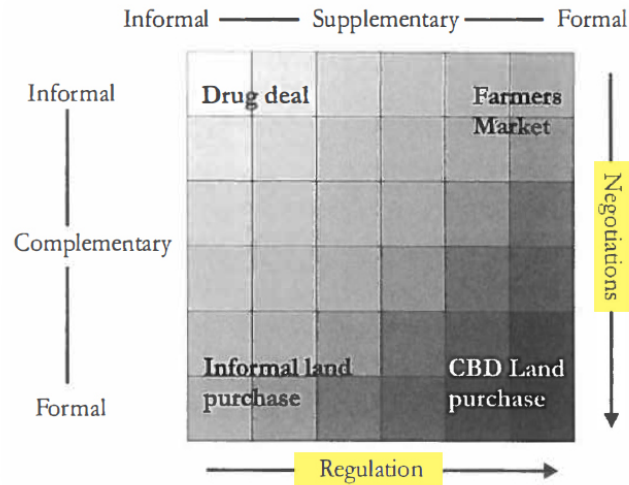 Informal Supplementary Formal
Informal
Complementary
Formal
Drug deal
Farmers
Market
Informal land
purchase
CBD Land
purchase
Negotiations
Regulation